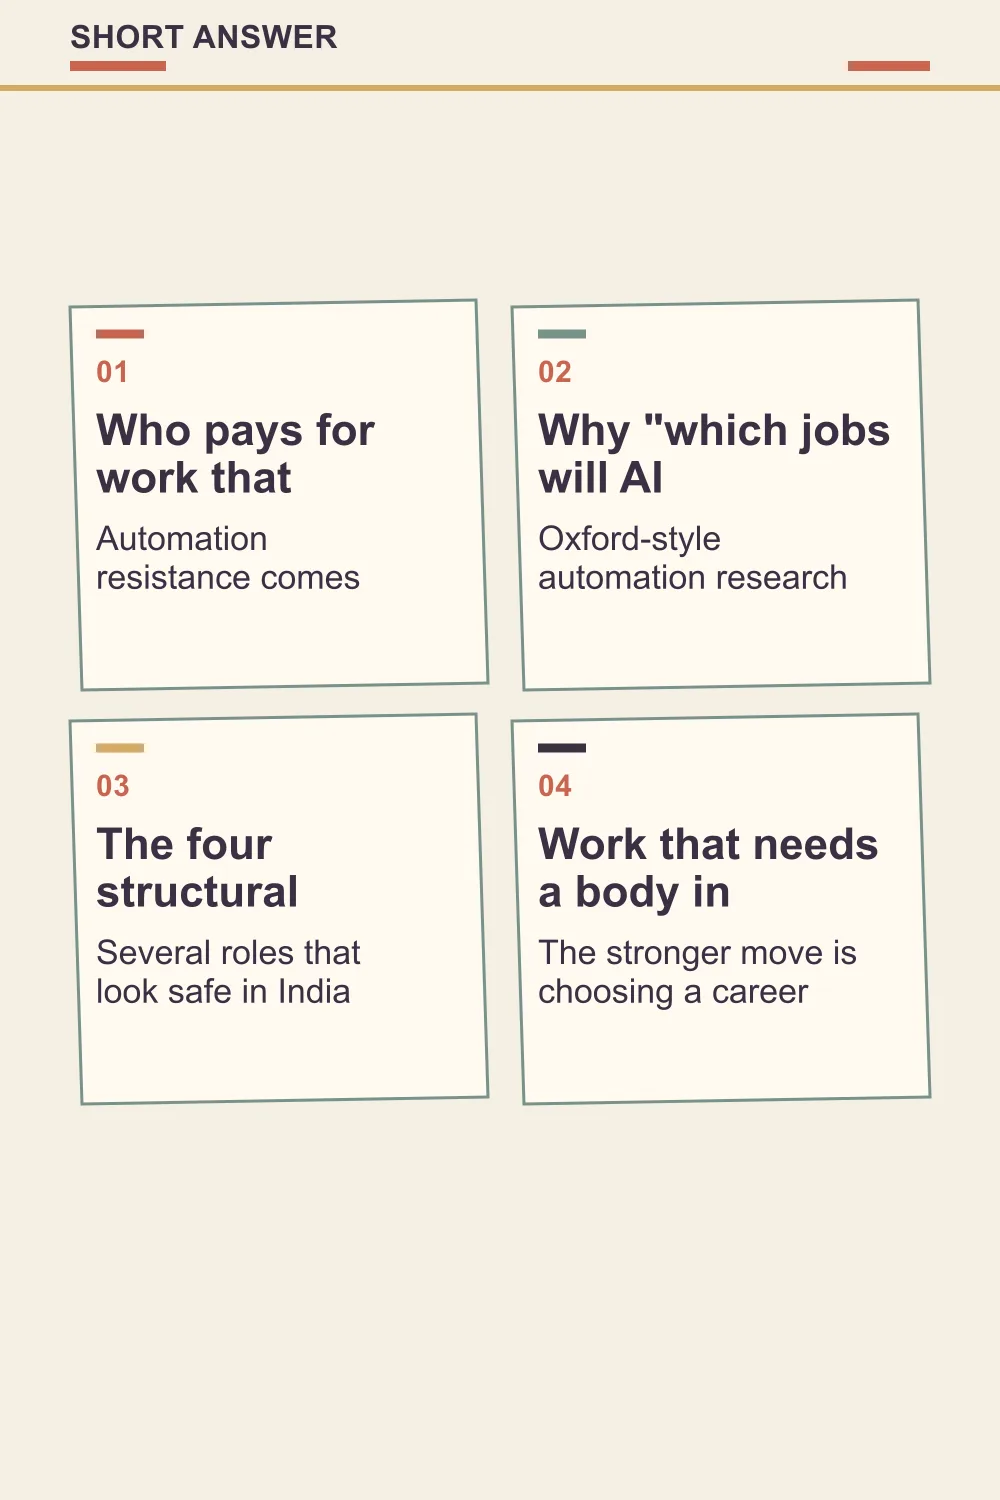 SHORT ANSWER
01
Who pays for
work that
Automation
resistance comes
02
Why "which jobs
will AI
Oxford-style
automation research
03
The four
structural
Several roles that
look safe in India
04
Work that needs
a body in
The stronger move is
choosing a career